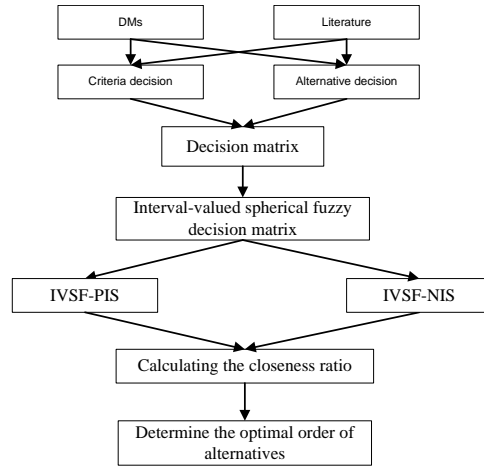 DMs
Literature
Criteria decision
Alternative decision
Decision matrix
Interval-valued spherical fuzzy
decision matrix
IVSF-PIS
IVSF-NIS
Calculating the closeness ratio
Determine the optimal order of
alternatives